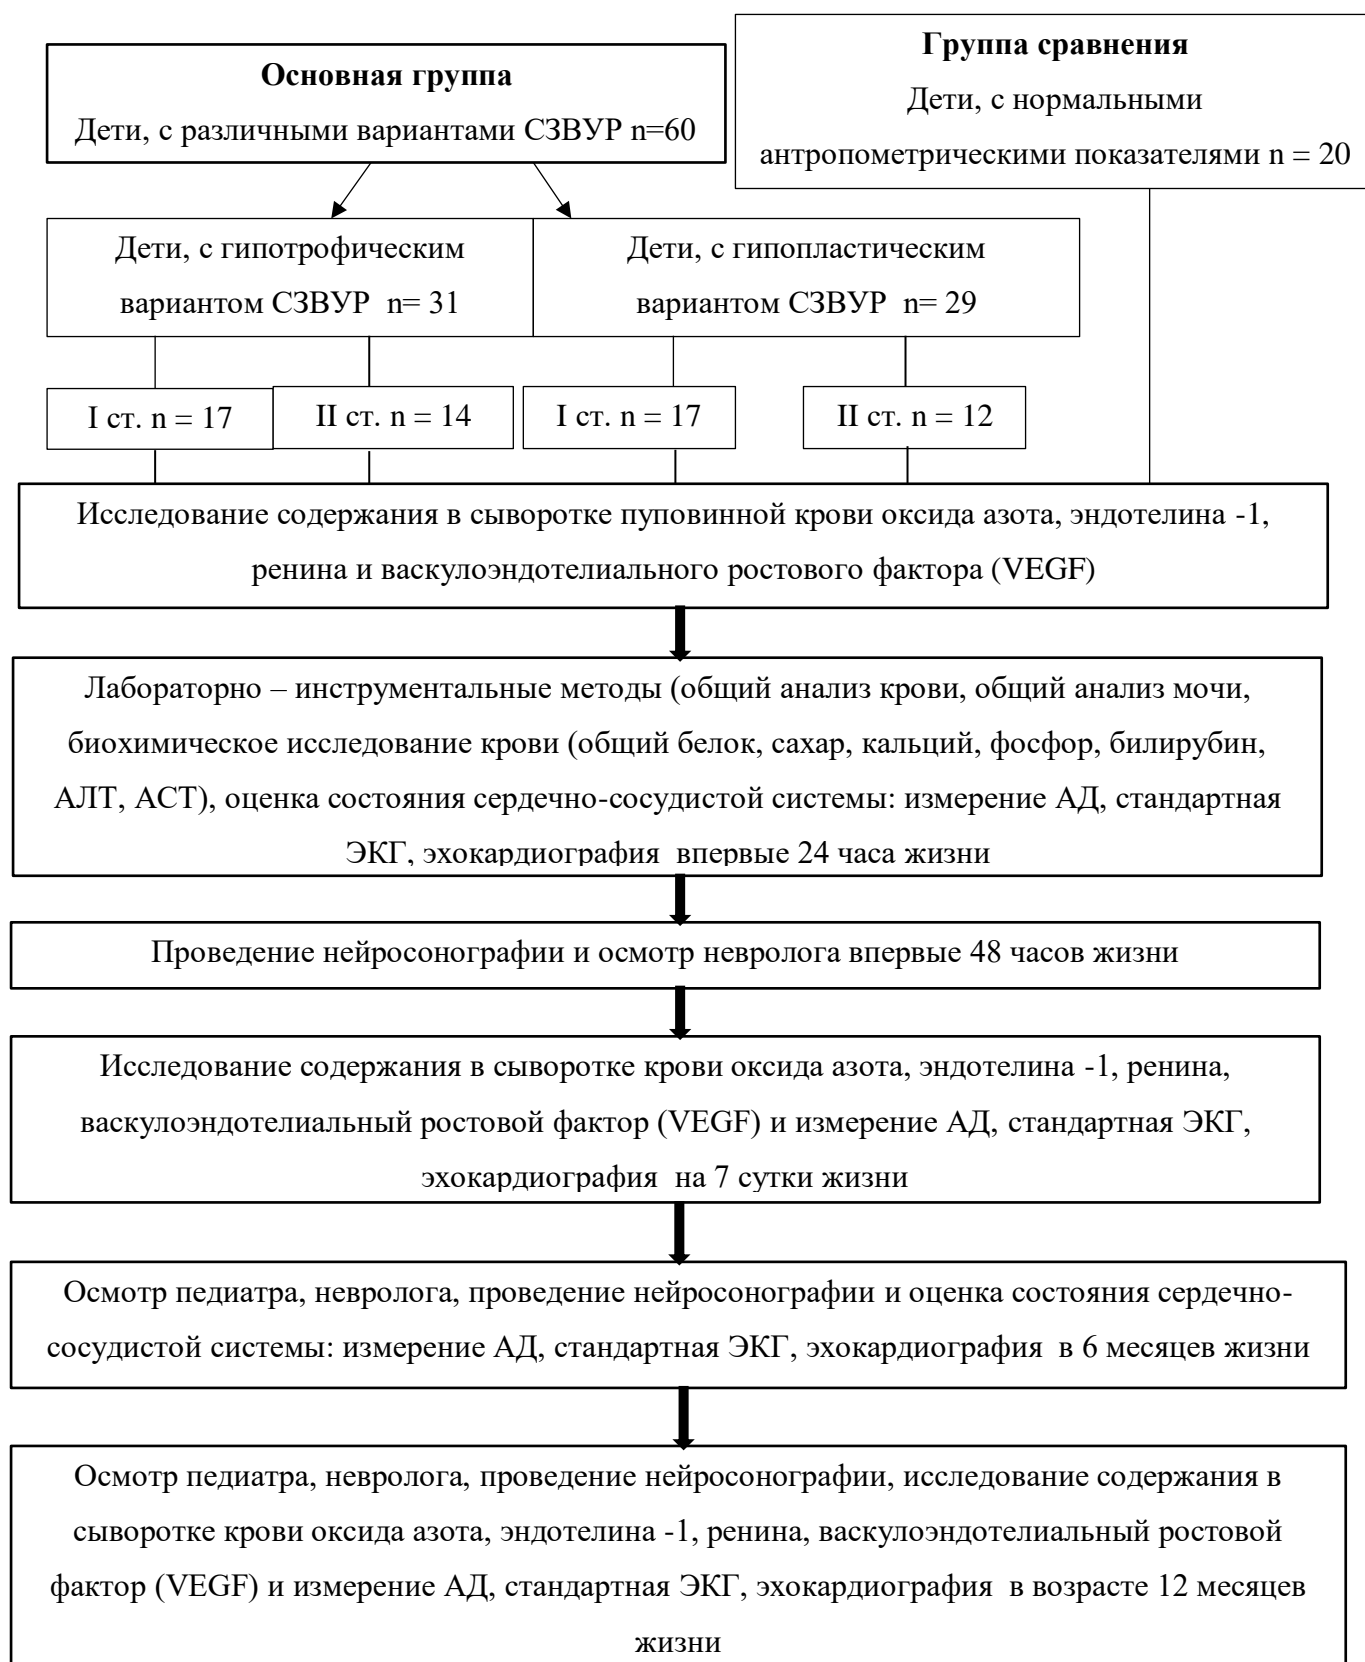 Основная группа
Дети, с различными вариантами СЗВУР n=60
Группа сравнения
Дети, с нормальными
антропометрическими показателями n = 20
Дети, с гипотрофическим
вариантом СЗВУР n= 31
Дети, с гипопластическим
вариантом СЗВУР n= 29
I ст. n = 17
II ст. n = 14
I ст. n = 17
II ст. n = 12
Исследование содержания в сыворотке пуповинной крови оксида азота, эндотелина -1,
ренина и васкулоэндотелиального ростового фактора (VEGF)
Лабораторно – инструментальные методы (общий анализ крови, общий анализ мочи,
биохимическое исследование крови (общий белок, сахар, кальций, фосфор, билирубин,
АЛТ, АСТ), оценка состояния сердечно-сосудистой системы: измерение АД, стандартная
ЭКГ, эхокардиография впервые 24 часа жизни
Проведение нейросонографии и осмотр невролога впервые 48 часов жизни
Исследование содержания в сыворотке крови оксида азота, эндотелина -1, ренина,
васкулоэндотелиальный ростовой фактор (VEGF) и измерение АД, стандартная ЭКГ,
эхокардиография на 7 сутки жизни
Осмотр педиатра, невролога, проведение нейросонографии и оценка состояния сердечно-
сосудистой системы: измерение АД, стандартная ЭКГ, эхокардиография в 6 месяцев жизни
Осмотр педиатра, невролога, проведение нейросонографии, исследование содержания в
сыворотке крови оксида азота, эндотелина -1, ренина, васкулоэндотелиальный ростовой
фактор (VEGF) и измерение АД, стандартная ЭКГ, эхокардиография в возрасте 12 месяцев
жизни